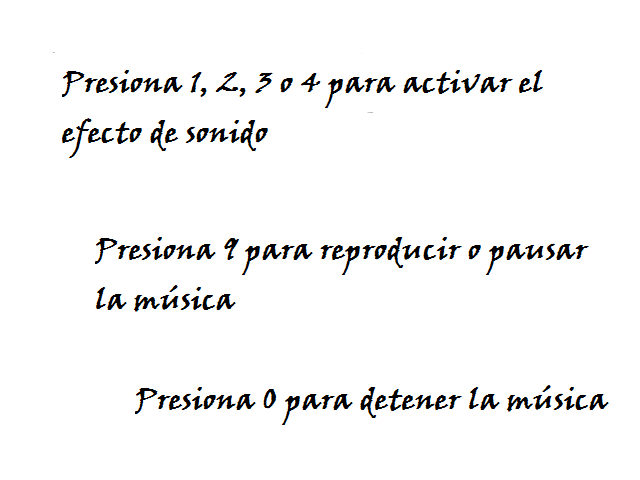 Presiona 1, 2, 3 o 4 para activar el
efecto de sonido
Presiona 9 para reproducir o pausar
la música
Presiona 0 para detener la música